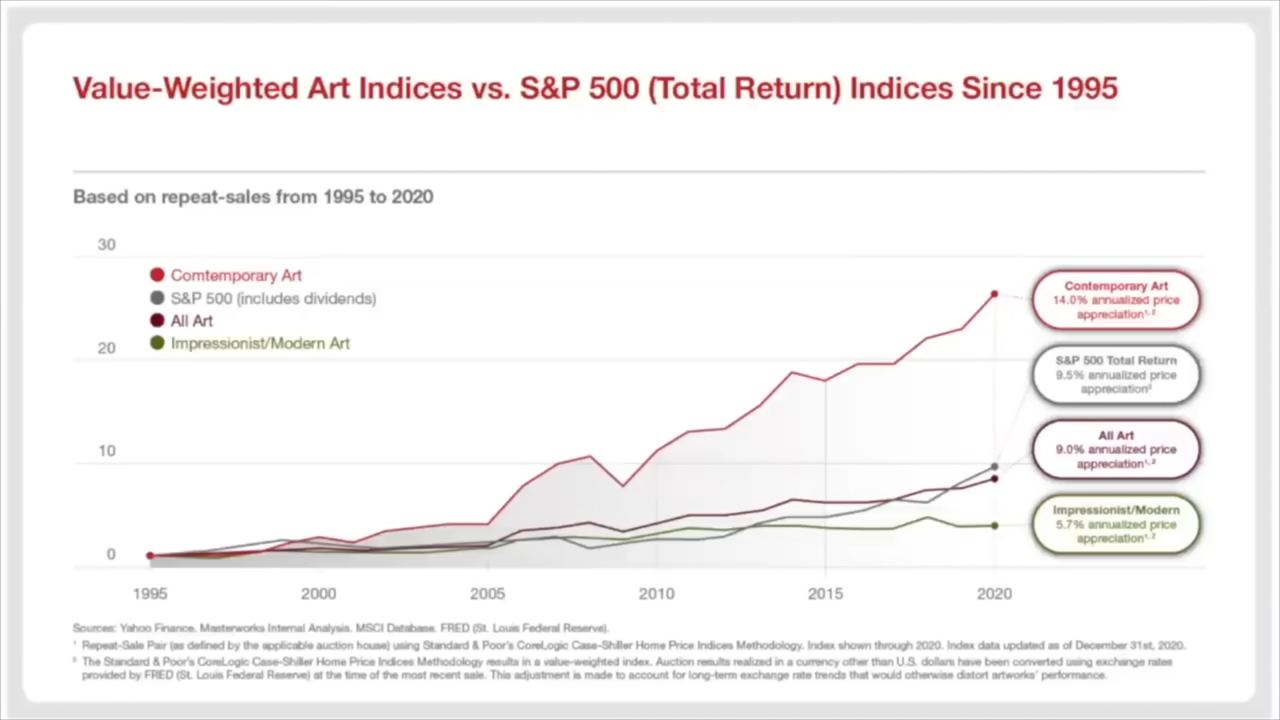 Value-Weighted Art Indices vs. S&P 500 (Total Return) Indices Since 1995
Based on repeat-sales from 1995 to 2020
30
20
10
0
Comtemporary Art
S&P 500 (includes dividends)
All Art
Impressionist/Modern Art
Contemporary Art
14.0% annualized price
appreciation¹˒²
S&P 500 Total Return
9.5% annualized price
appreciation³
All Art
9.0% annualized price
appreciation¹˒²
Impressionist/Modern
5.7% annualized price
appreciation¹˒²
1995
2000
2005
2010
2015
2020
Sources: Yahoo Finance. Masterworks Internal Analysis. MSCI Database. FRED (St. Louis Federal Reserve).
¹ Repeat-Sale Pair (as defined by the applicable auction house) using Standard & Poor's CoreLogic Case-Shiller Home Price Indices Methodology. Index shown through 2020. Index data updated as of December 31st, 2020.
² The Standard & Poor's CoreLogic Case-Shiller Home Price Indices Methodology results in a value-weighted index. Auction results realized in a currency other than U.S. dollars have been converted using exchange rates
provided by FRED (St. Louis Federal Reserve) at the time of the most recent sale. This adjustment is made to account for long-term exchange rate trends that would otherwise distort artworks' performance.